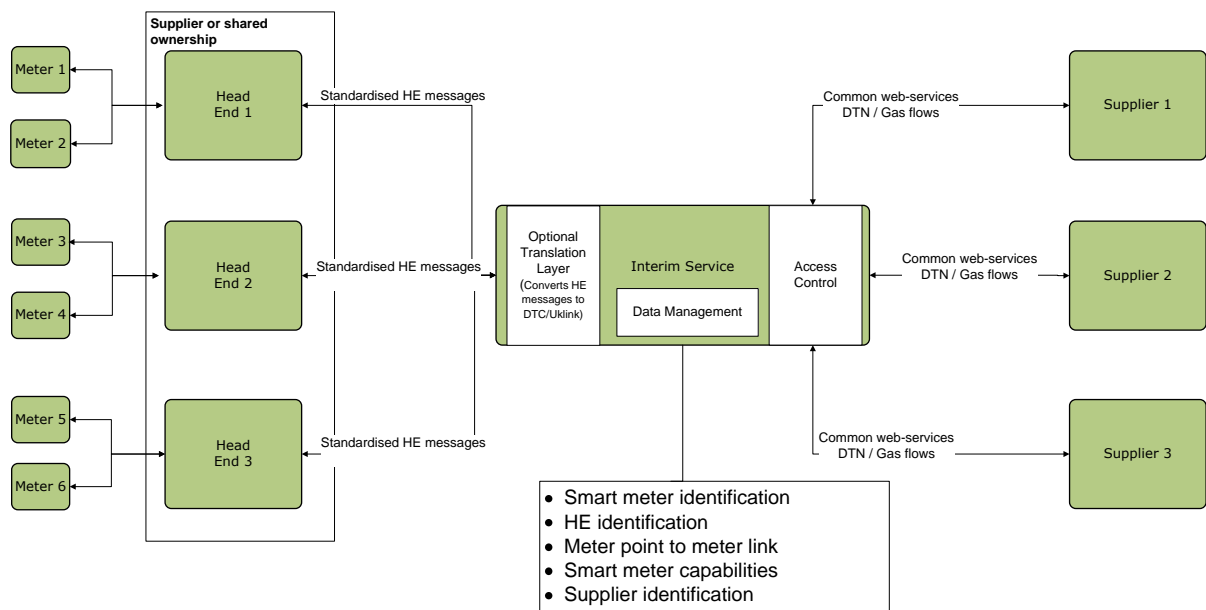 Supplier or shared
ownership
Meter 1
Meter 2
Head
End 1
Standardised HE messages
Common web-services
DTN / Gas flows
Supplier 1
Meter 3
Meter 4
Head
End 2
Standardised HE messages
Optional
Translation
Layer
(Converts HE
messages to
DTC/Uklink)
Interim Service
Data Management
Access
Control
Common web-services
DTN / Gas flows
Supplier 2
Meter 5
Meter 6
Head
End 3
Standardised HE messages
Common web-services
DTN / Gas flows
Supplier 3
• Smart meter identification
• HE identification
• Meter point to meter link
• Smart meter capabilities
• Supplier identification